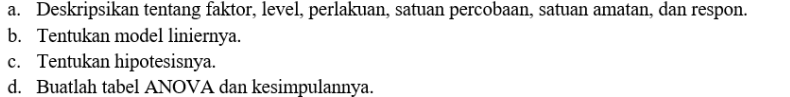 a. Deskripsikan tentang faktor, level, perlakuan, satuan percobaan, satuan amatan, dan respon.
b. Tentukan model liniernya.
c. Tentukan hipotesisnya.
d. Buatlah tabel ANOVA dan kesimpulannya.